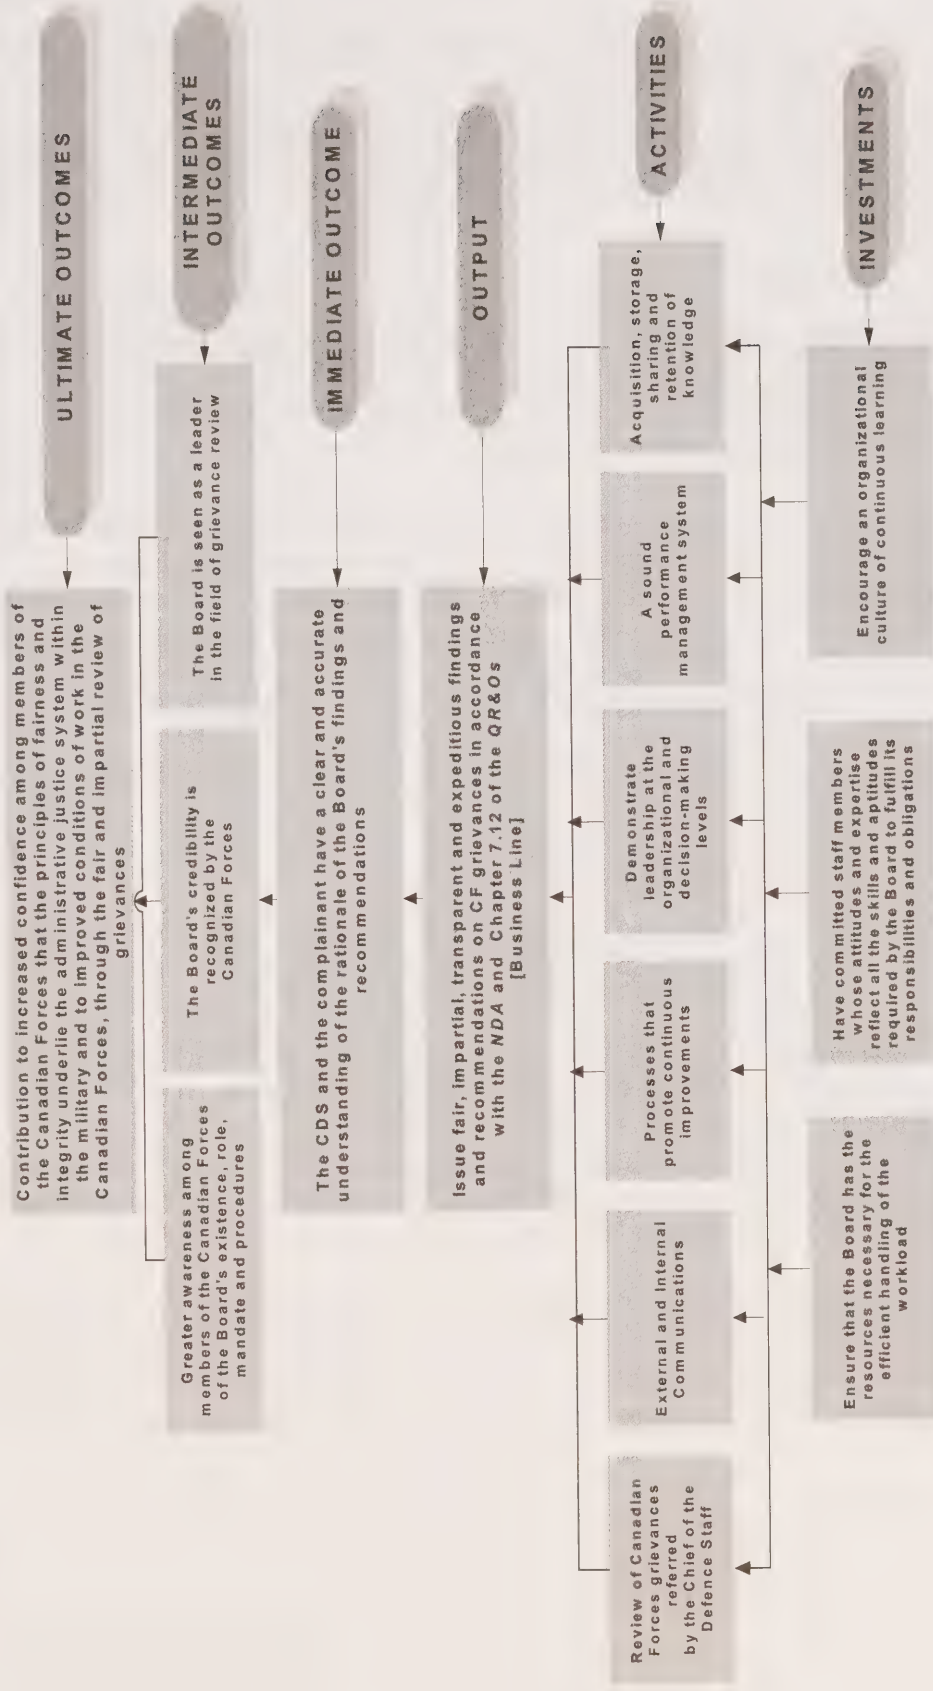 ULTIMATE OUTCOMES
Contribution to increased confidence among members of
the Canadian Forces that the principles of fairness and
integrity underlie the administrative justice system within
the military and to improved conditions of work in the
Canadian Forces, through the fair and impartial review of
grievances
INTERMEDIATE
OUTCOMES
Greater awareness among
members of the Canadian Forces
of the Board's existence, role,
mandate and procedures
The Board's credibility is
recognized by the
Canadian Forces
The Board is seen as a leader
in the field of grievance review
IMMEDIATE OUTCOME
The CDS and the complainant have a clear and accurate
understanding of the rationale of the Board's findings and
recommendations
OUTPUT
Issue fair, impartial, transparent and expeditious findings
and recommendations on CF grievances in accordance
with the NDA and Chapter 7.12 of the QR&Os
[Business Line]
ACTIVITIES
Review of Canadian
Forces grievances
referred
by the Chief of the
Defence Staff
External and Internal
Communications
Processes that
promote continuous
improvements
Demonstrate
leadership at the
organizational and
decision-making
levels
A sound
performance
management system
Acquisition, storage,
sharing and
retention of
knowledge
INVESTMENTS
Ensure that the Board has the
resources necessary for the
efficient handling of the
workload
Have committed staff members
whose attitudes and expertise
reflect all the skills and aptitudes
required by the Board to fulfill its
responsibilities and obligations
Encourage an organizational
culture of continuous learning